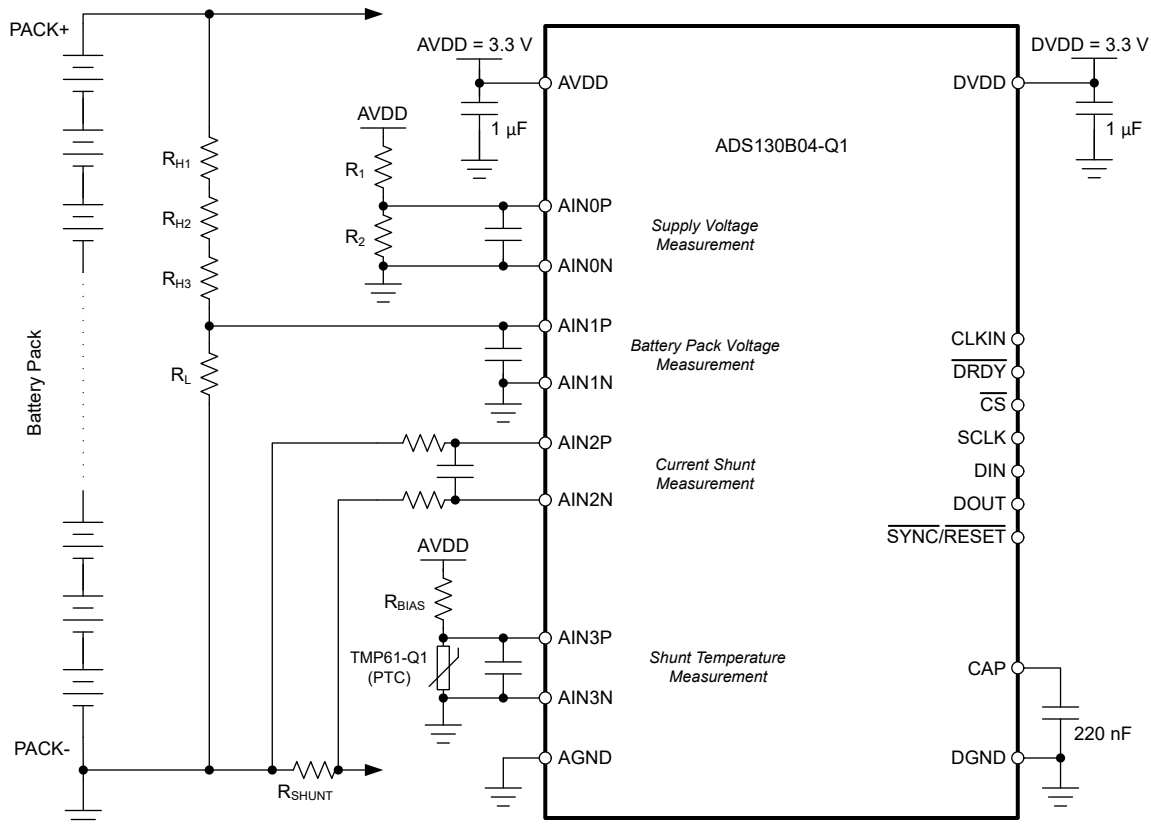 PACK+
AVDD = 3.3 V
DVDD = 3.3 V
AVDD
DVDD
1 µF
1 µF
ADS130B04-Q1
AVDD
RH1
R1
AIN0P
RH2
R2
Supply Voltage
Measurement
RH3
AIN0N
AIN1P
Battery Pack Voltage
Measurement
CLKIN
RL
AIN1N
DRDY
CS
Battery Pack
AIN2P
SCLK
Current Shunt
Measurement
DIN
AIN2N
DOUT
SYNC/RESET
AVDD
RBIAS
AIN3P
TMP61-Q1
(PTC)
Shunt Temperature
Measurement
CAP
AIN3N
220 nF
PACK-
AGND
DGND
RSHUNT